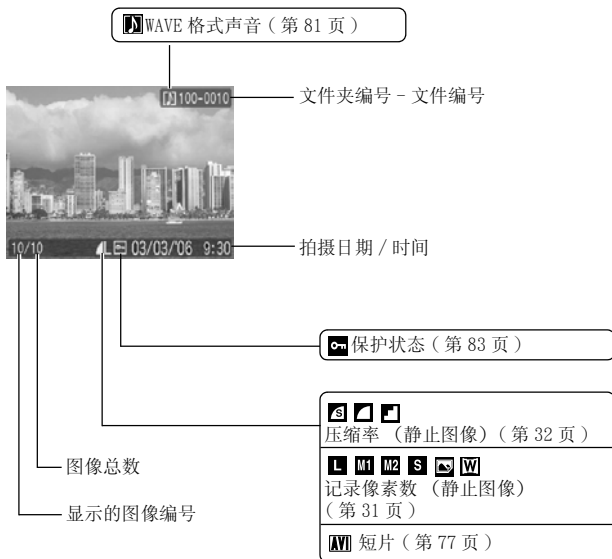 WAVE 格式声音 ( 第 81 页 )
100-0010
文件夹编号 - 文件编号
10/10 L 03/03/'06 9:30
拍摄日期 / 时间
保护状态 ( 第 83 页 )
S
压缩率 (静止图像) ( 第 32 页 )
L M1 M2 S W
记录像素数 (静止图像)
( 第 31 页 )
AVI 短片 ( 第 77 页 )
图像总数
显示的图像编号